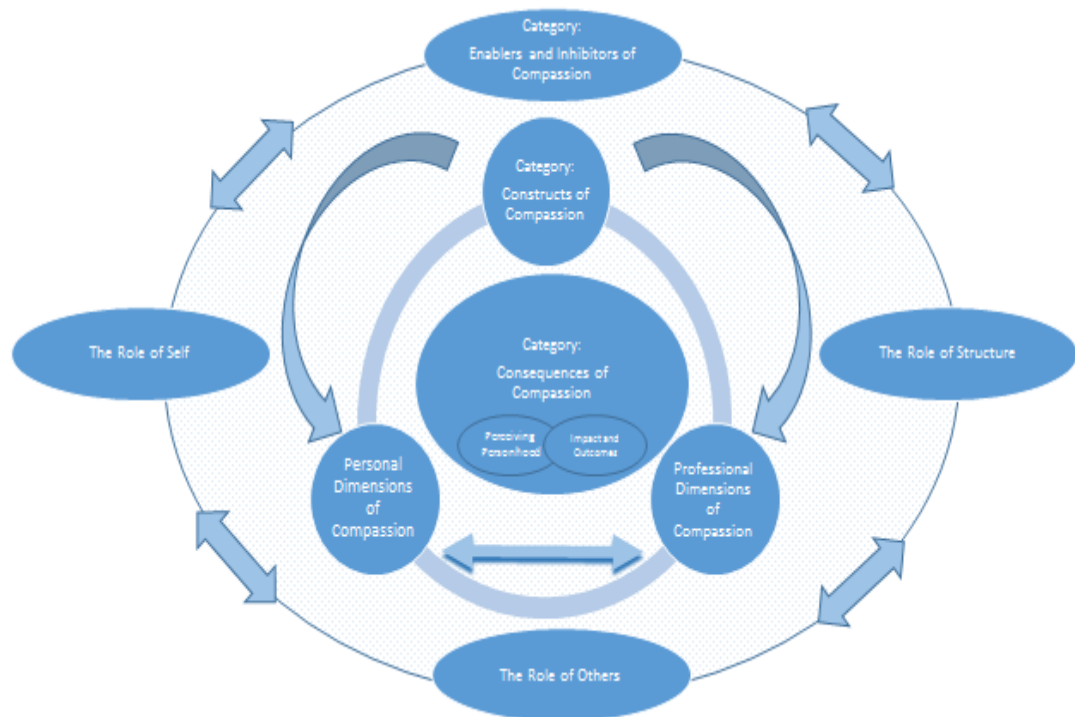 Category:
Enablers and Inhibitors of
Compassion
Category:
Constructs of
Compassion
The Role of Self
The Role of Structure
Category:
Consequences of
Compassion
Perceiving
Personhood
Impact and
Outcomes
Personal
Dimensions
of
Compassion
Professional
Dimensions
of
Compassion
The Role of Others